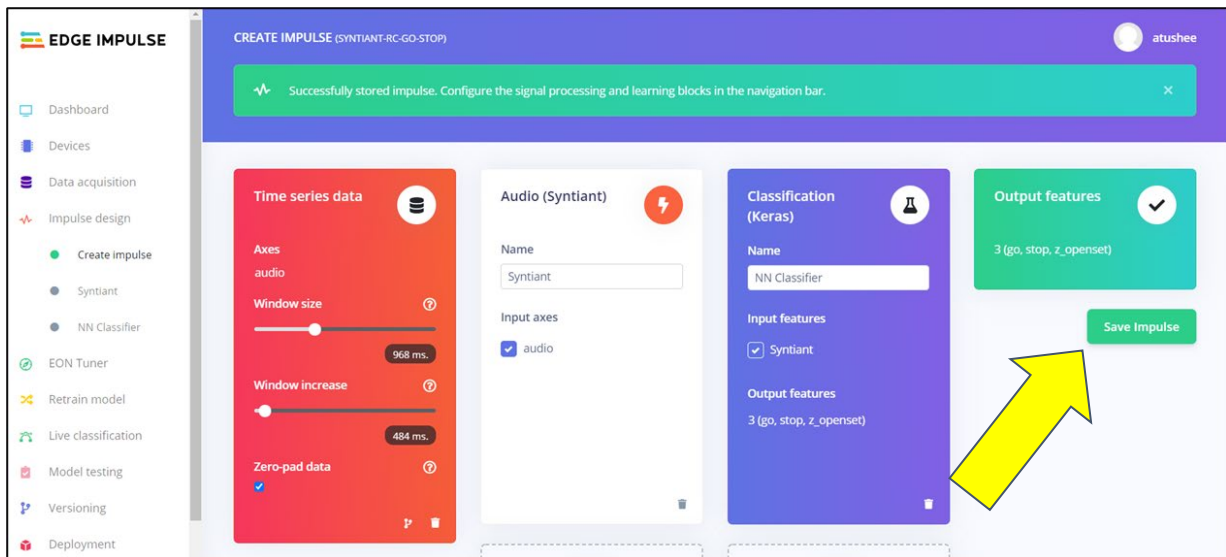 EDGE IMPULSE
Dashboard
Devices
Data acquisition
Impulse design
Create impulse
Syntiant
NN Classifier
EON Tuner
Retrain model
Live classification
Model testing
Versioning
Deployment
CREATE IMPULSE (SYNTIANT-RC-GO-STOP)
atushee
Successfully stored impulse. Configure the signal processing and learning blocks in the navigation bar.
Time series data
Axes
audio
Window size
968 ms.
Window increase
484 ms.
Zero-pad data
Audio (Syntiant)
Name
Syntiant
Input axes
audio
Classification
(Keras)
Name
NN Classifier
Input features
Syntiant
Output features
3 (go, stop, z_openset)
Output features
3 (go, stop, z_openset)
Save Impulse